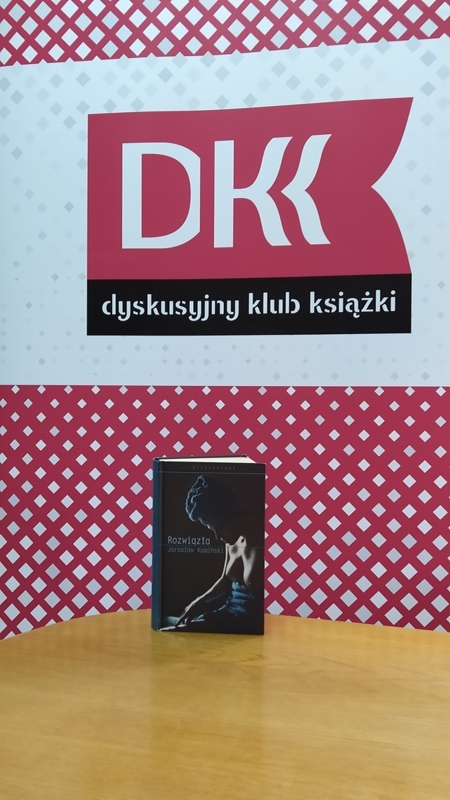 DKK
dyskusyjny klub książki
Rozwiązła
Jarosław Kamiński